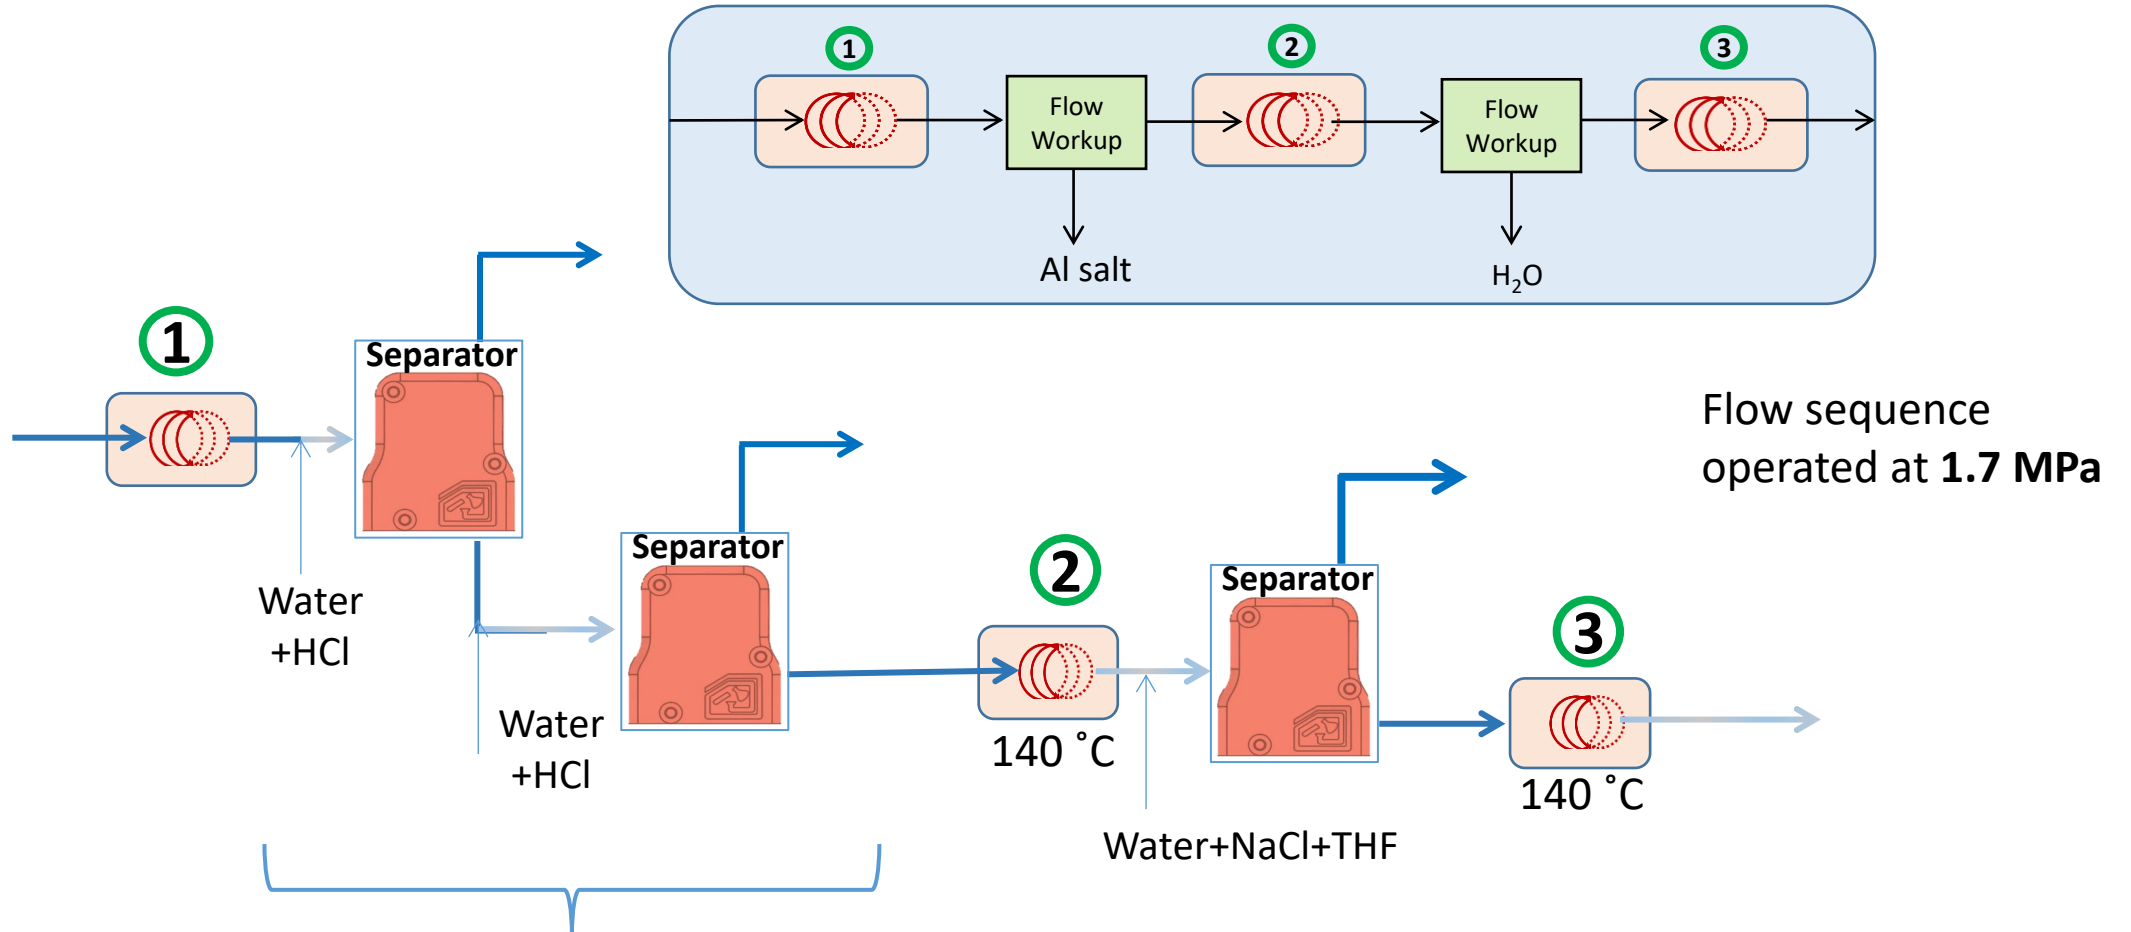 1
2
3
Flow
Workup
Flow
Workup
Al salt
H₂O
1
Separator
Flow sequence
operated at 1.7 MPa
Water
+HCl
Separator
2
Separator
3
Water
+HCl
140 ˚C
140 ˚C
Water+NaCl+THF